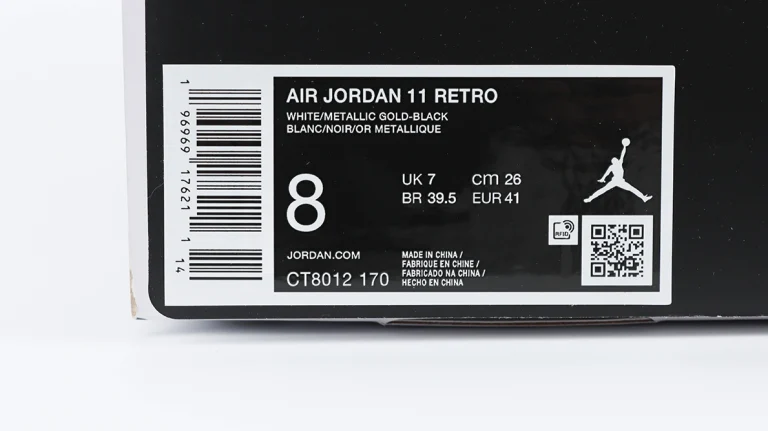 1 96969 17621 1 14
AIR JORDAN 11 RETRO
WHITE/METALLIC GOLD-BLACK
BLANC/NOIR/OR METALLIQUE
8
UK 7 cm 26
BR 39.5 EUR 41
RFID
JORDAN.COM
CT8012 170
MADE IN CHINA /
FABRIQUE EN CHINE /
FABRICADO NA CHINA /
HECHO EN CHINA